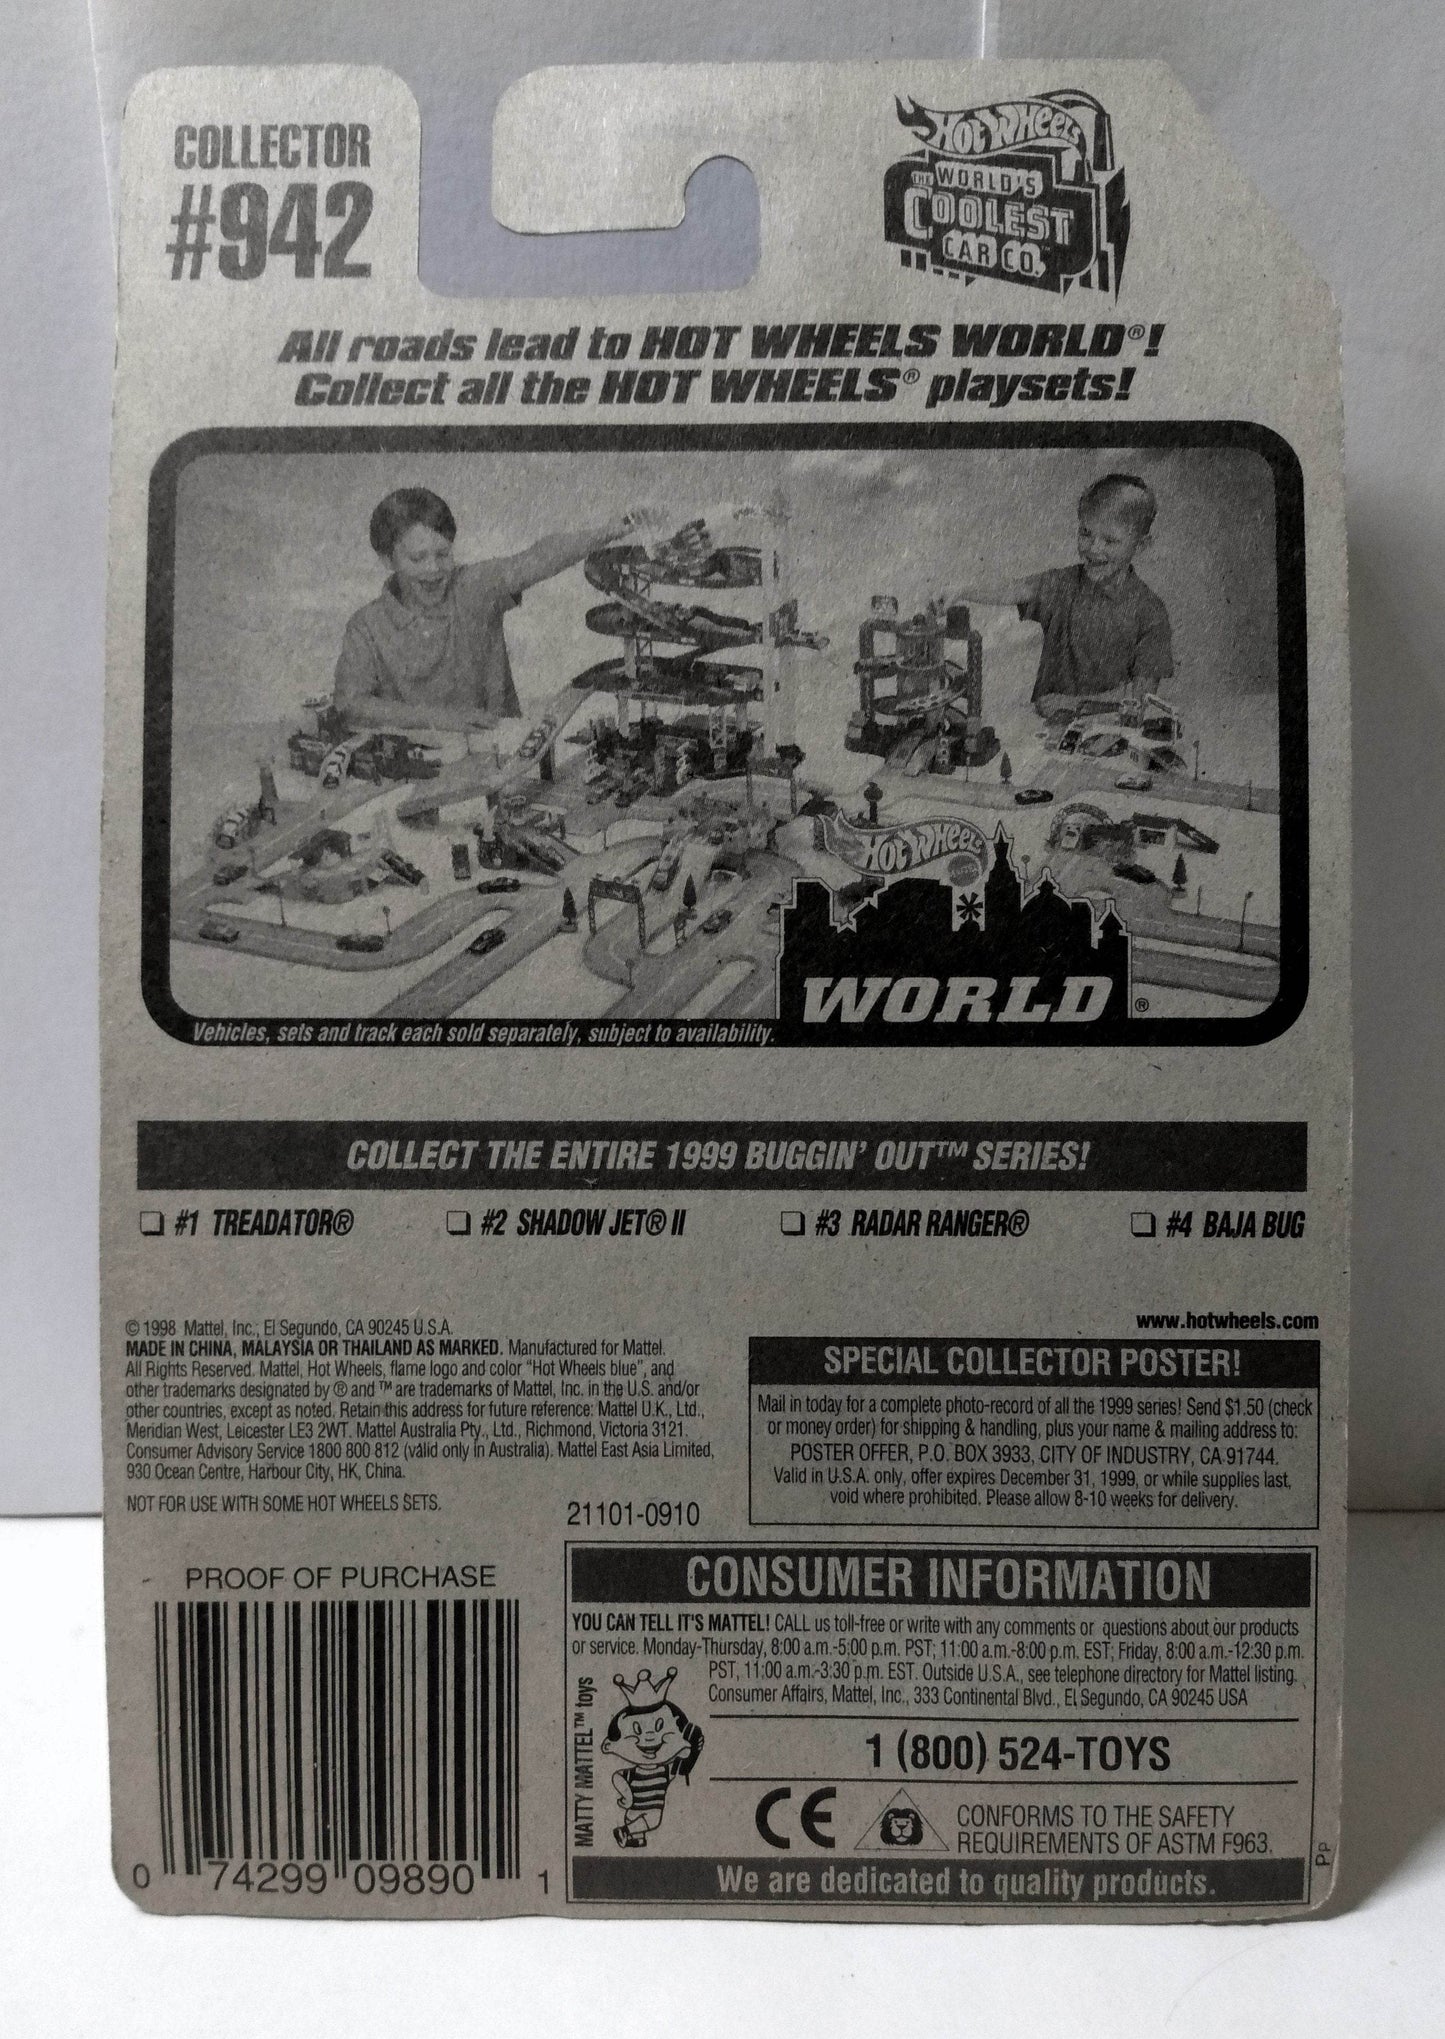 COLLECTOR
#942
HOT WHEELS
THE WORLD'S
COOLEST
CAR CO.™
All roads lead to HOT WHEELS WORLD®!
Collect all the HOT WHEELS® playsets!
HOT WHEELS
WORLD®
Vehicles, sets and track each sold separately, subject to availability.
COLLECT THE ENTIRE 1999 BUGGIN' OUT™ SERIES!
#1 TREADATOR® #2 SHADOW JET® II #3 RADAR RANGER® #4 BAJA BUG
© 1998 Mattel, Inc., El Segundo, CA 90245 U.S.A.
MADE IN CHINA, MALAYSIA OR THAILAND AS MARKED. Manufactured for Mattel.
All Rights Reserved. Mattel, Hot Wheels, flame logo and color "Hot Wheels blue", and
other trademarks designated by ® and ™ are trademarks of Mattel, Inc. in the U.S. and/or
other countries, except as noted. Retain this address for future reference: Mattel U.K., Ltd.,
Meridian West, Leicester LE3 2WT. Mattel Australia Pty., Ltd., Richmond, Victoria 3121.
Consumer Advisory Service 1800 800 812 (valid only in Australia). Mattel East Asia Limited,
930 Ocean Centre, Harbour City, HK, China.
NOT FOR USE WITH SOME HOT WHEELS SETS.
21101-0910
www.hotwheels.com
SPECIAL COLLECTOR POSTER!
Mail in today for a complete photo-record of all the 1999 series! Send $1.50 (check
or money order) for shipping & handling, plus your name & mailing address to:
POSTER OFFER, P.O. BOX 3933, CITY OF INDUSTRY, CA 91744.
Valid in U.S.A. only, offer expires December 31, 1999, or while supplies last,
void where prohibited. Please allow 8-10 weeks for delivery.
PROOF OF PURCHASE
0 74299 09890 1
CONSUMER INFORMATION
YOU CAN TELL IT'S MATTEL! CALL us toll-free or write with any comments or questions about our products
or service. Monday-Thursday, 8:00 a.m.-5:00 p.m. PST; 11:00 a.m.-8:00 p.m. EST; Friday, 8:00 a.m.-12:30 p.m.
PST, 11:00 a.m.-3:30 p.m. EST. Outside U.S.A., see telephone directory for Mattel listing.
Consumer Affairs, Mattel, Inc., 333 Continental Blvd., El Segundo, CA 90245 USA
MATTY MATTEL™ toys
1 (800) 524-TOYS
CE
CONFORMS TO THE SAFETY
REQUIREMENTS OF ASTM F963.
We are dedicated to quality products.
Pp